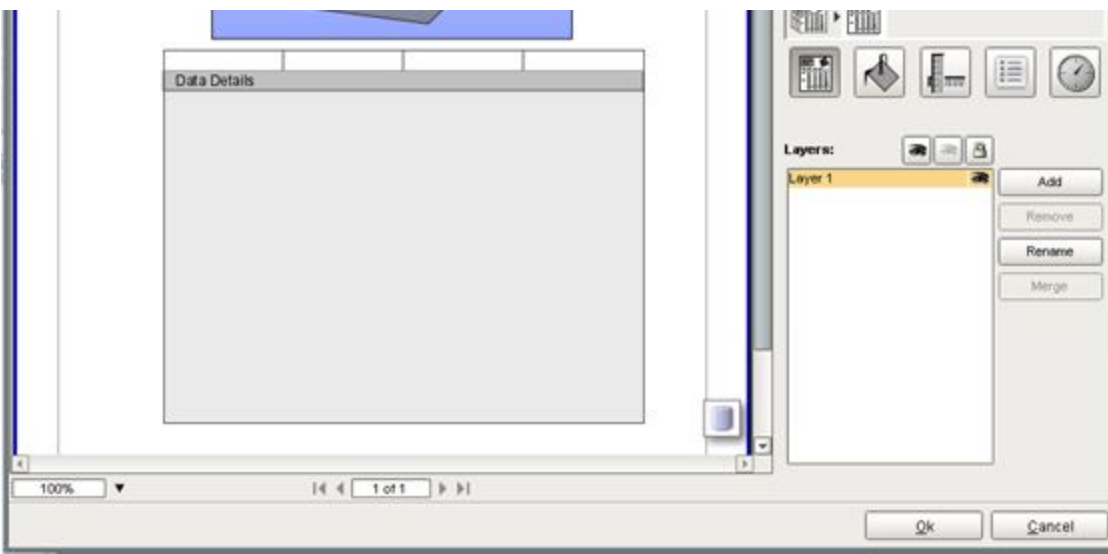 Data Details
Layers:
Layer 1
Add
Remove
Rename
Merge
100%
1 of 1
Ok
Cancel